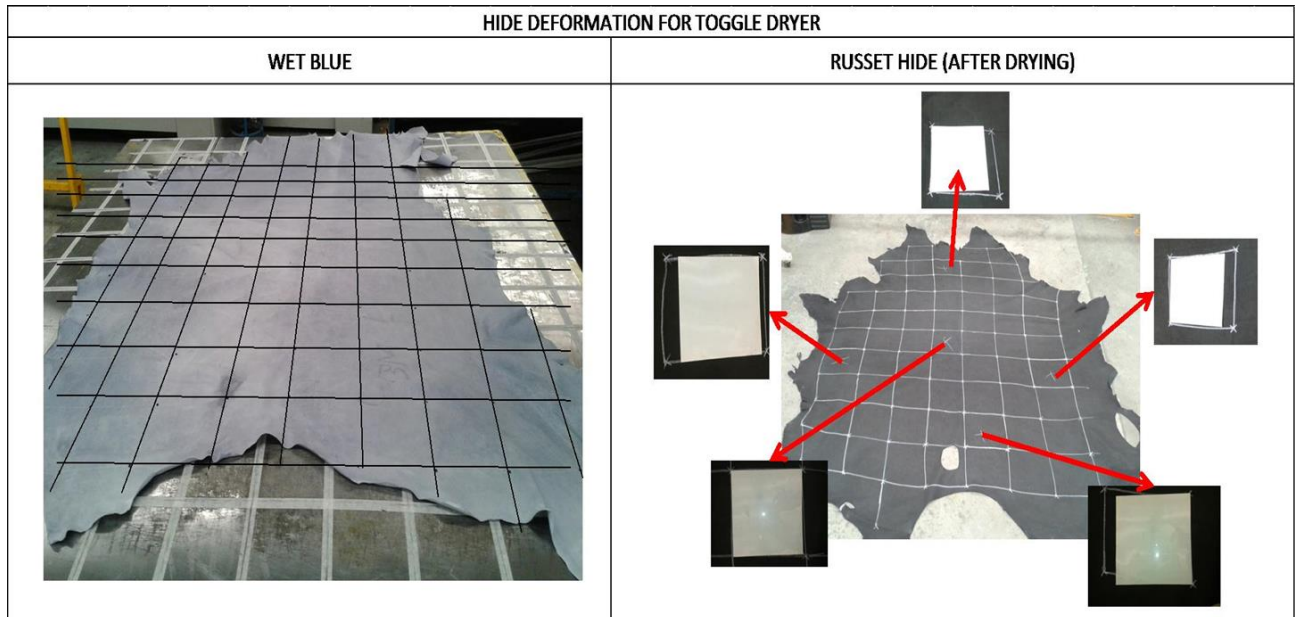 HIDE DEFORMATION FOR TOGGLE DRYER
WET BLUE
RUSSET HIDE (AFTER DRYING)